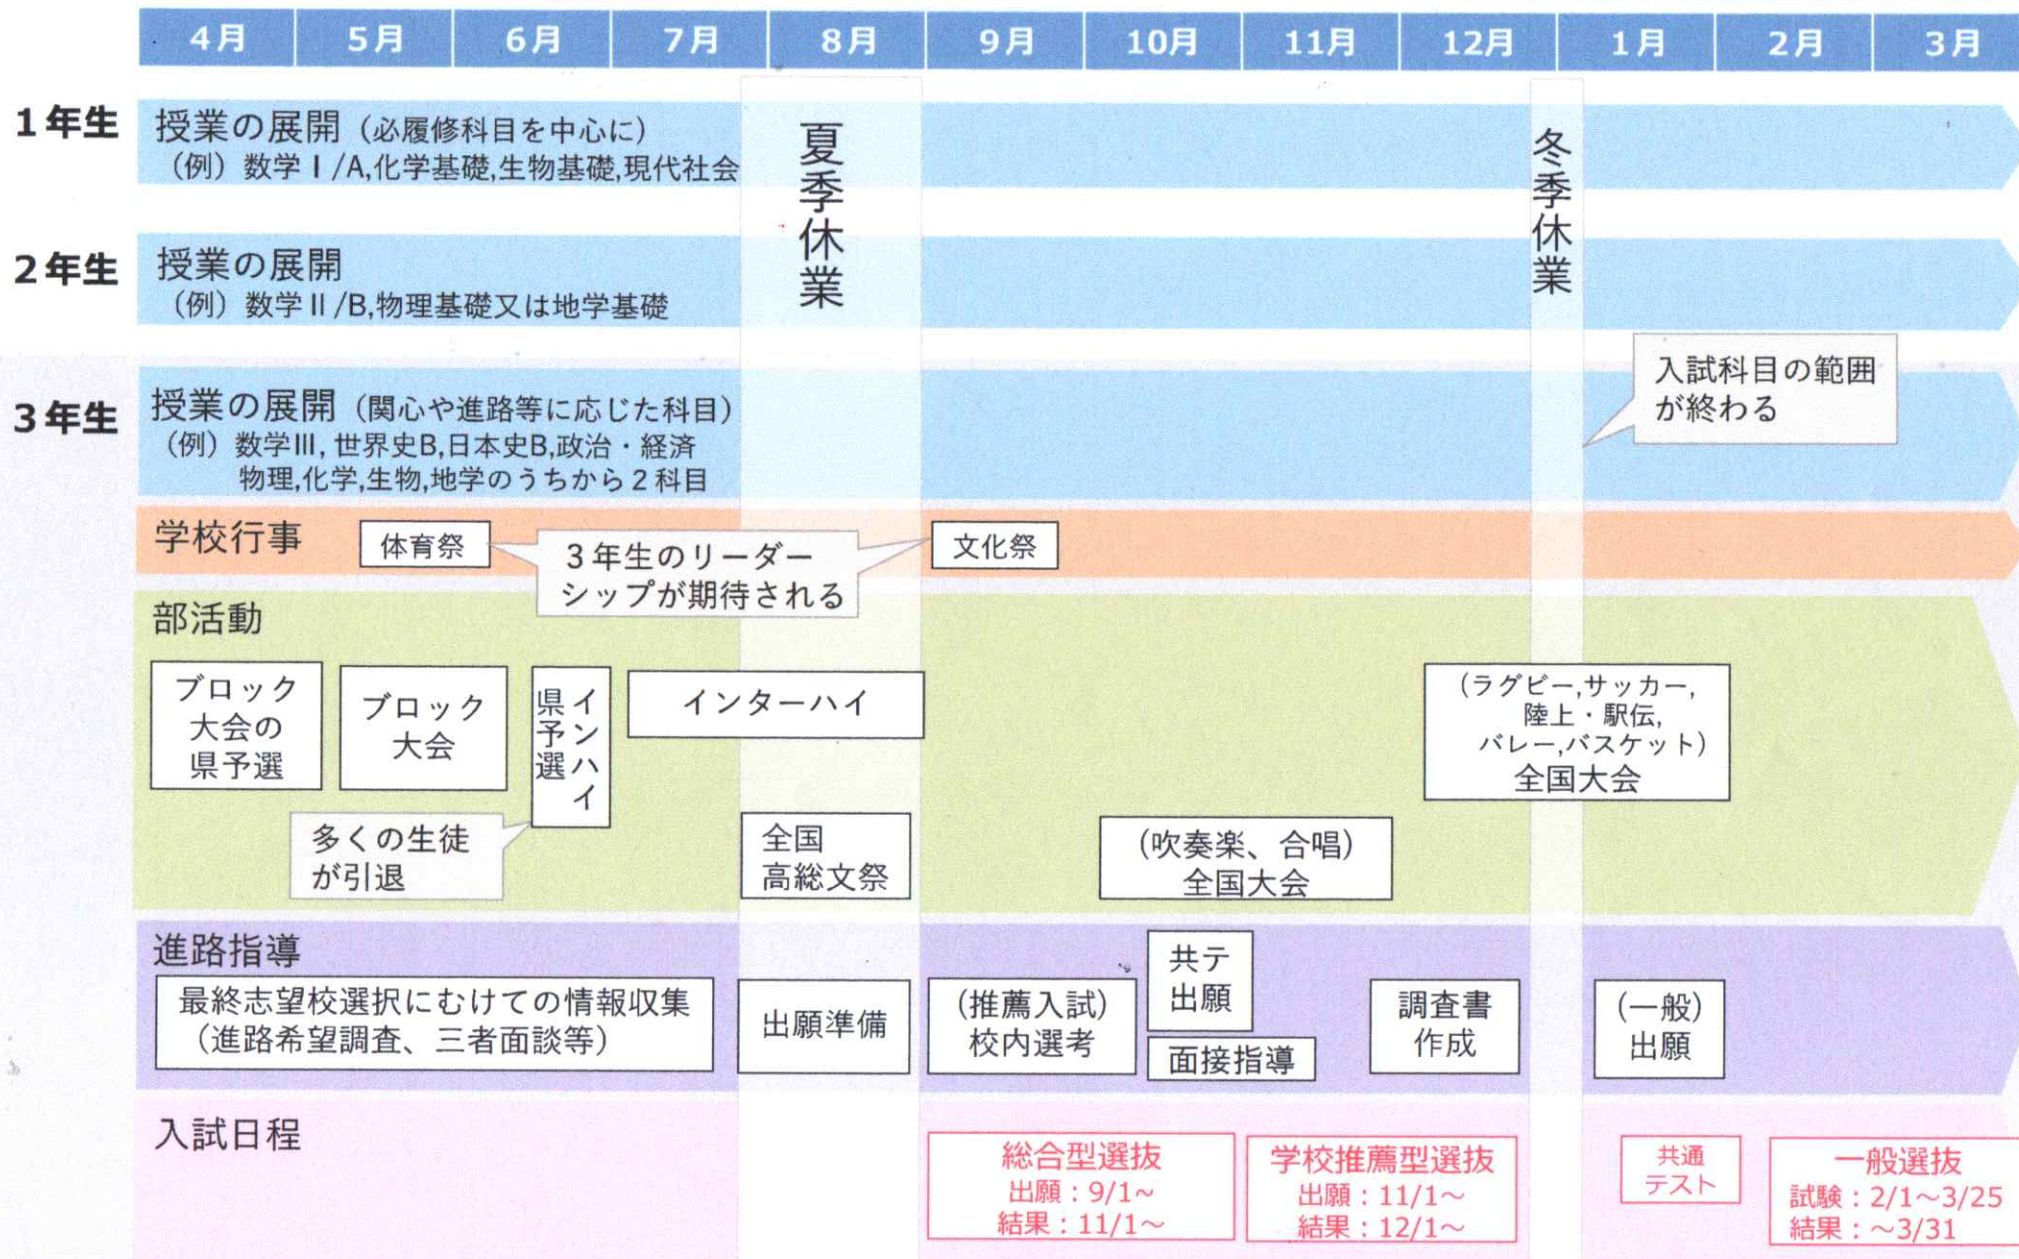 4月 5月 6月 7月 8月 9月 10月 11月 12月 1月 2月 3月
1年生
授業の展開（必履修科目を中心に）
（例）数学Ⅰ/A,化学基礎,生物基礎,現代社会
夏季休業
冬季休業
2年生
授業の展開
（例）数学Ⅱ/B,物理基礎又は地学基礎
3年生
授業の展開（関心や進路等に応じた科目）
（例）数学Ⅲ, 世界史B,日本史B,政治・経済
物理,化学,生物,地学のうちから２科目
入試科目の範囲
が終わる
学校行事
体育祭
３年生のリーダー
シップが期待される
文化祭
部活動
ブロック
大会の
県予選
ブロック
大会
インハイ
県予選
インターハイ
（ラグビー,サッカー,
陸上・駅伝,
バレー,バスケット）
全国大会
多くの生徒
が引退
全国
高総文祭
（吹奏楽、合唱）
全国大会
進路指導
最終志望校選択にむけての情報収集
（進路希望調査、三者面談等）
出願準備
（推薦入試）
校内選考
共テ
出願
面接指導
調査書
作成
（一般）
出願
入試日程
総合型選抜
出願：9/1~
結果：11/1～
学校推薦型選抜
出願：11/1～
結果：12/1～
共通
テスト
一般選抜
試験：2/1～3/25
結果：～3/31